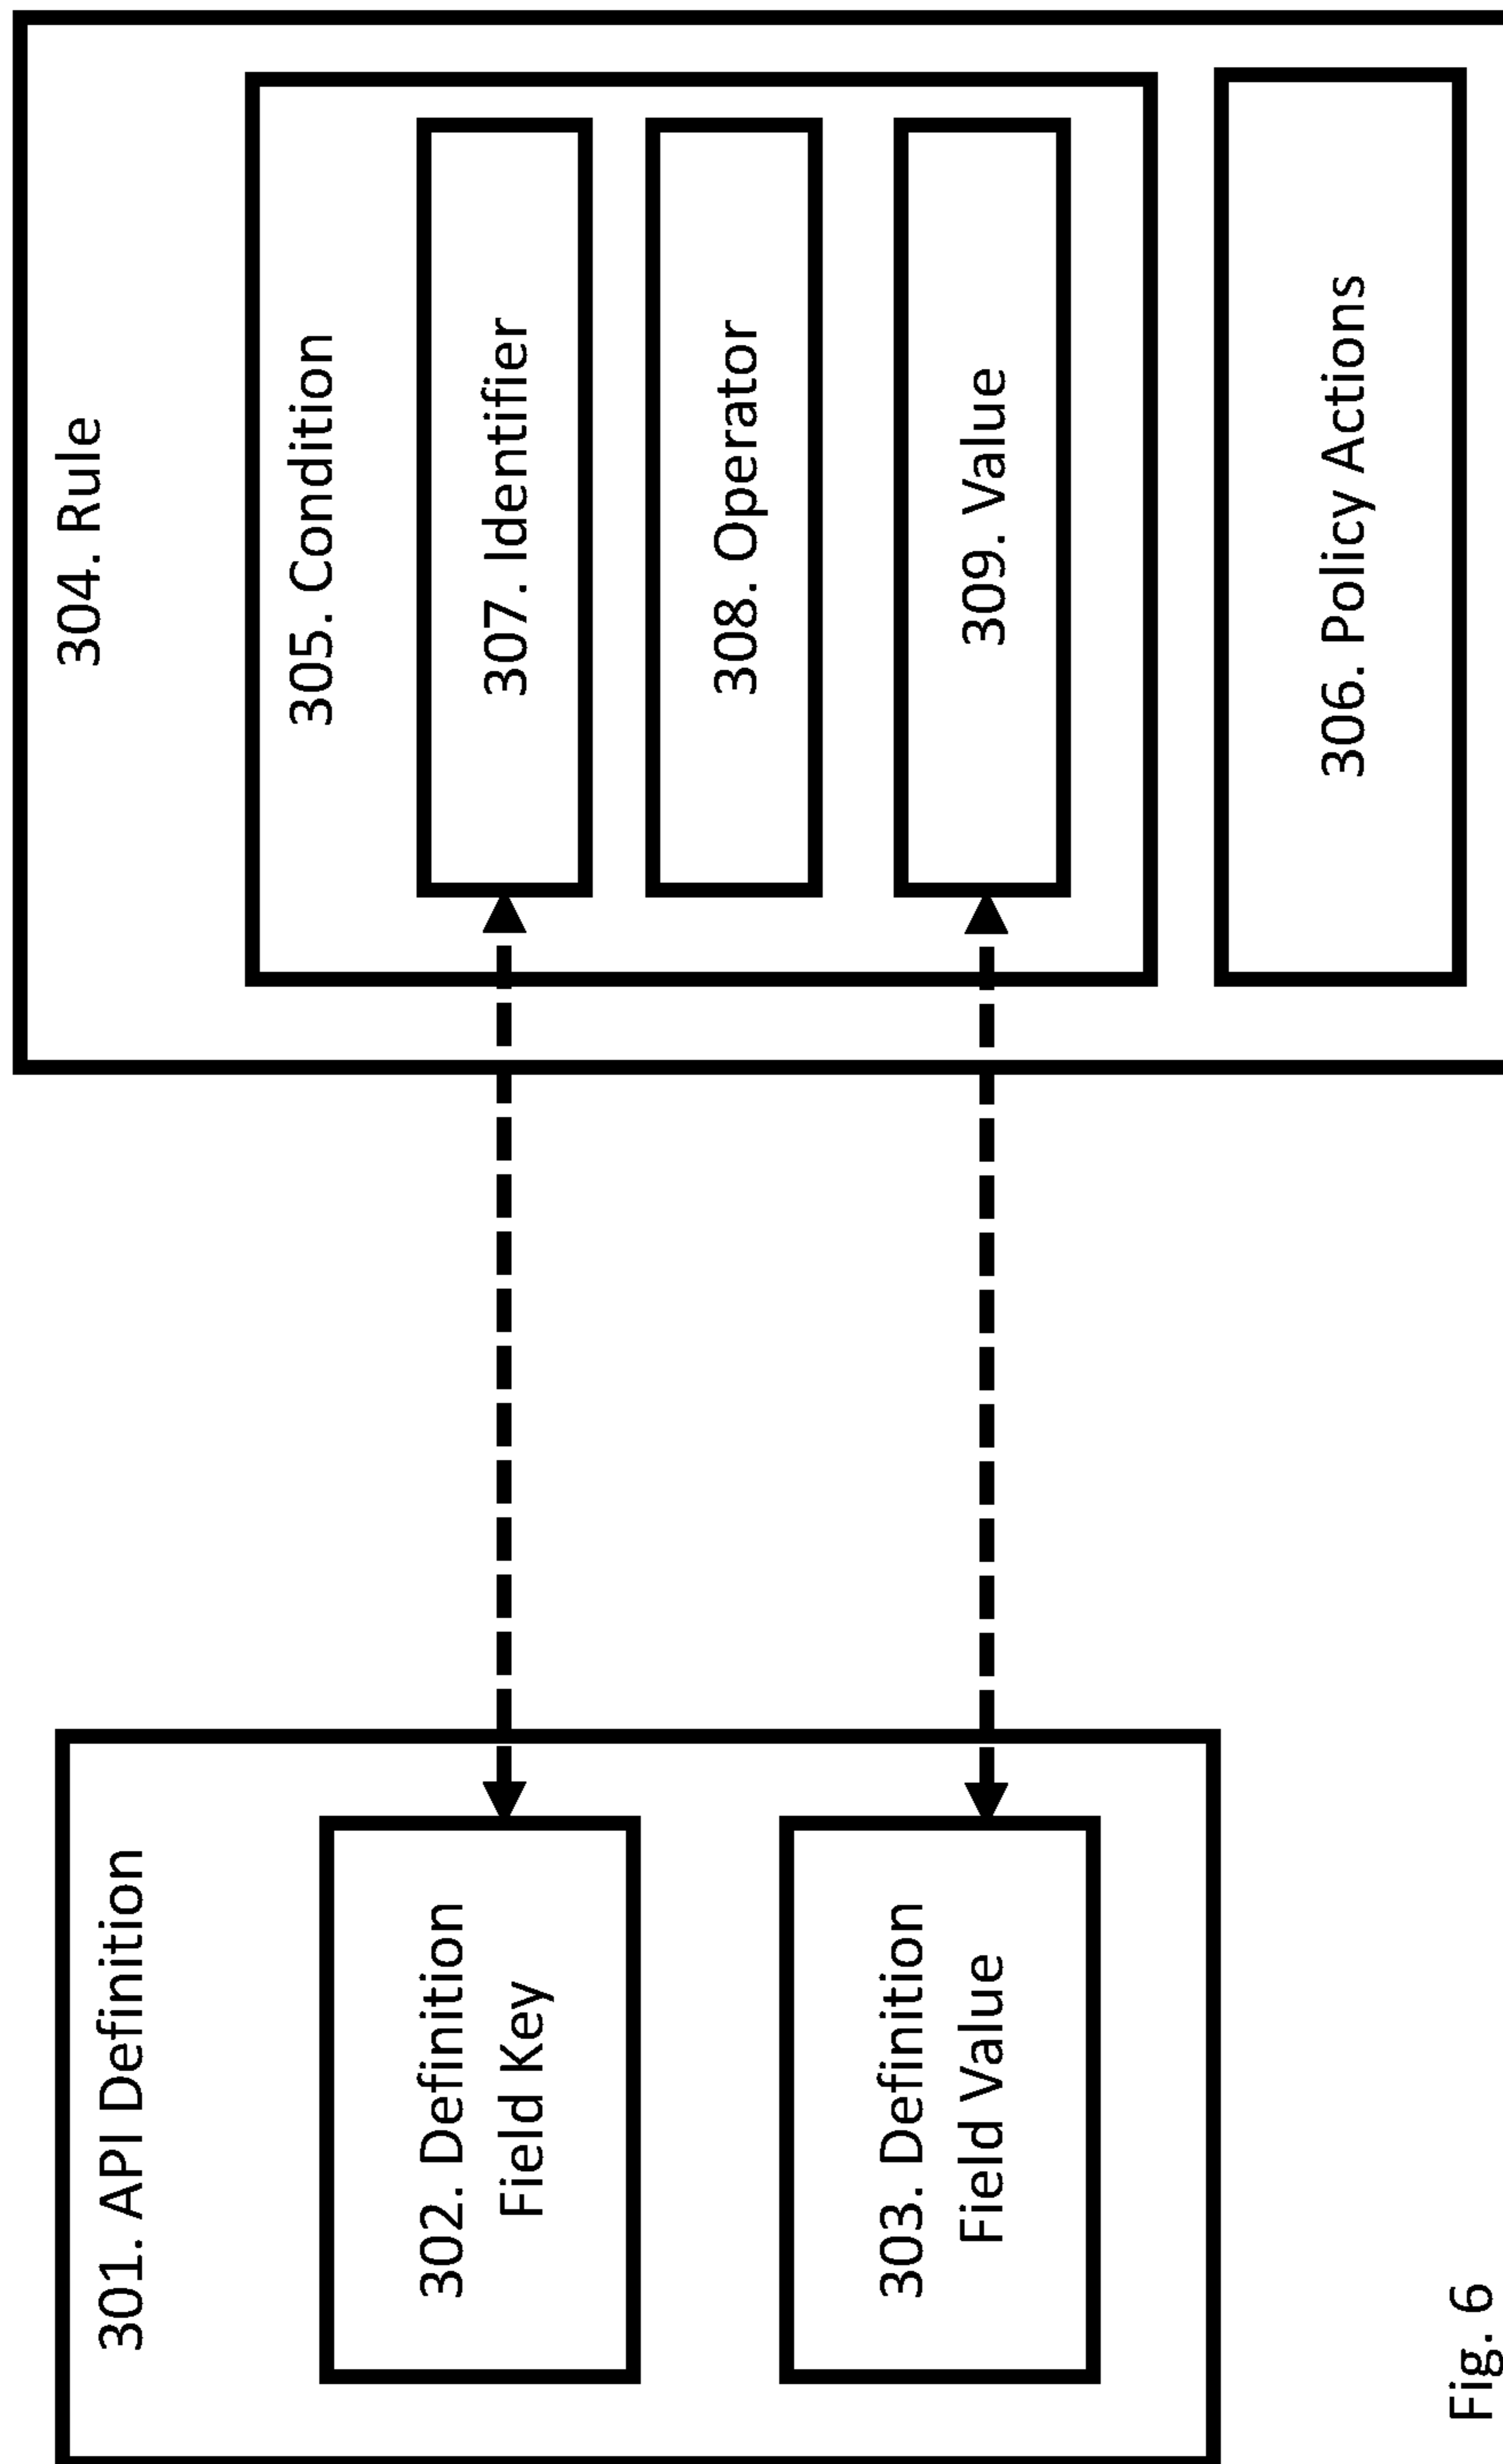 301. API Definition
302. Definition
Field Key
303. Definition
Field Value
304. Rule
305. Condition
307. Identifier
308. Operator
309. Value
306. Policy Actions
Fig. 6